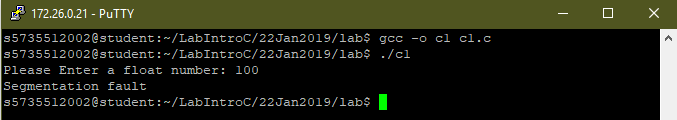 172.26.0.21 - PuTTY
s5735512002@student:~/LabIntroC/22Jan2019/lab$ gcc -o c1 c1.c
s5735512002@student:~/LabIntroC/22Jan2019/lab$ ./c1
Please Enter a float number: 100
Segmentation fault
s5735512002@student:~/LabIntroC/22Jan2019/lab$